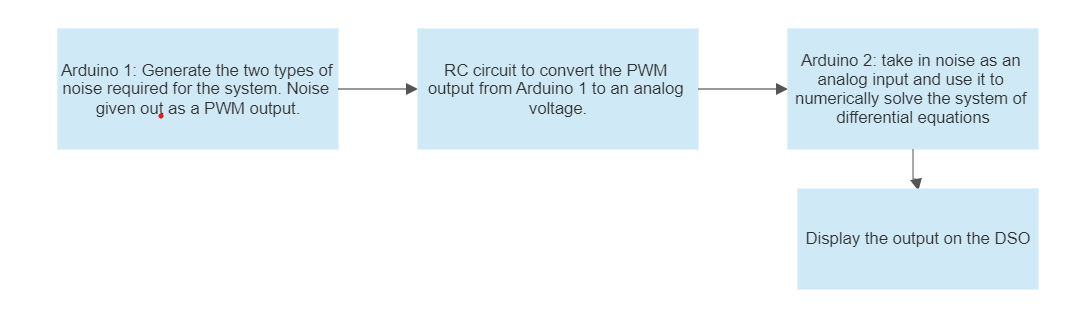 Arduino 1: Generate the two types of
noise required for the system. Noise
given out as a PWM output.
RC circuit to convert the PWM
output from Arduino 1 to an analog
voltage.
Arduino 2: take in noise as an
analog input and use it to
numerically solve the system of
differential equations
Display the output on the DSO